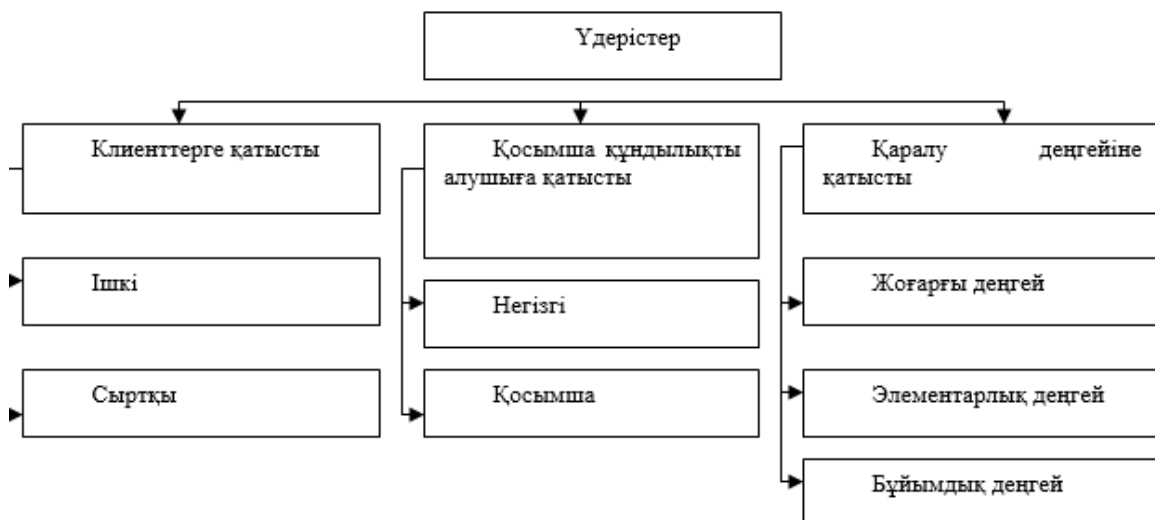 Үдерістер
Клиенттерге қатысты
Қосымша құндылықты
алушыға қатысты
Қаралу деңгейіне
қатысты
Ішкі
Негізгі
Жоғарғы деңгей
Сыртқы
Қосымша
Элементарлық деңгей
Бұйымдық деңгей